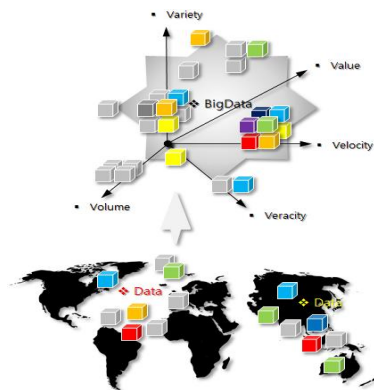 ▪ Variety
▪ Value
❖ BigData
▪ Velocity
▪ Volume
▪ Veracity
❖ Data
❖ Data